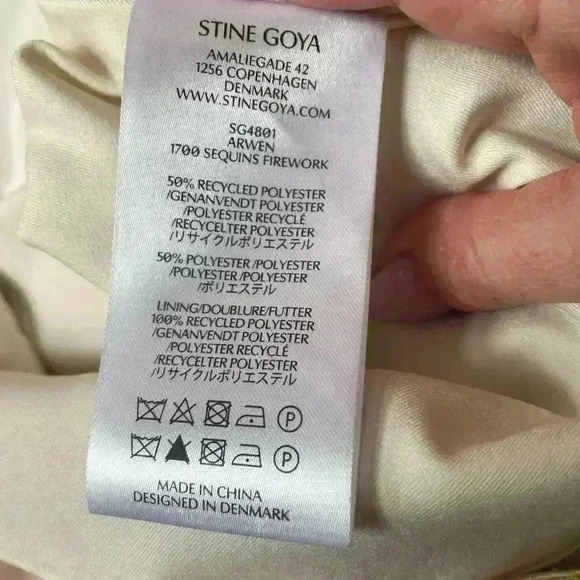 STINE GOYA
AMALIEGADE 42
1256 COPENHAGEN
DENMARK
WWW.STINEGOYA.COM
SG4801
ARWEN
1700 SEQUINS FIREWORK
50% RECYCLED POLYESTER
/GENANVENDT POLYESTER
/POLYESTER RECYCLÉ
/RECYCELTER POLYESTER
/リサイクルポリエステル
50% POLYESTER/POLYESTER
/POLYESTER/POLYESTER
/ポリエステル
LINING/DOUBLURE/FUTTER
100% RECYCLED POLYESTER
/GENANVENDT POLYESTER
/POLYESTER RECYCLÉ
/RECYCELTER POLYESTER
/リサイクルポリエステル
P
P
MADE IN CHINA
DESIGNED IN DENMARK